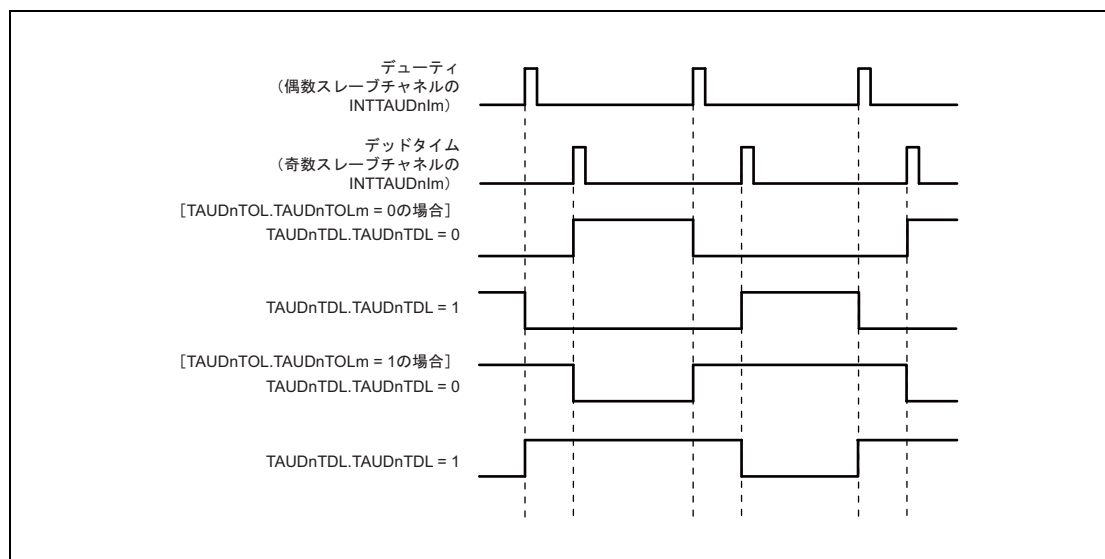 デューティ
（偶数スレーブチャネルの
INTTAUDnIm）
デッドタイム
（奇数スレーブチャネルの
INTTAUDnIm）
［TAUDnTOL.TAUDnTOLm = 0の場合］
TAUDnTDL.TAUDnTDL = 0
TAUDnTDL.TAUDnTDL = 1
［TAUDnTOL.TAUDnTOLm = 1の場合］
TAUDnTDL.TAUDnTDL = 0
TAUDnTDL.TAUDnTDL = 1